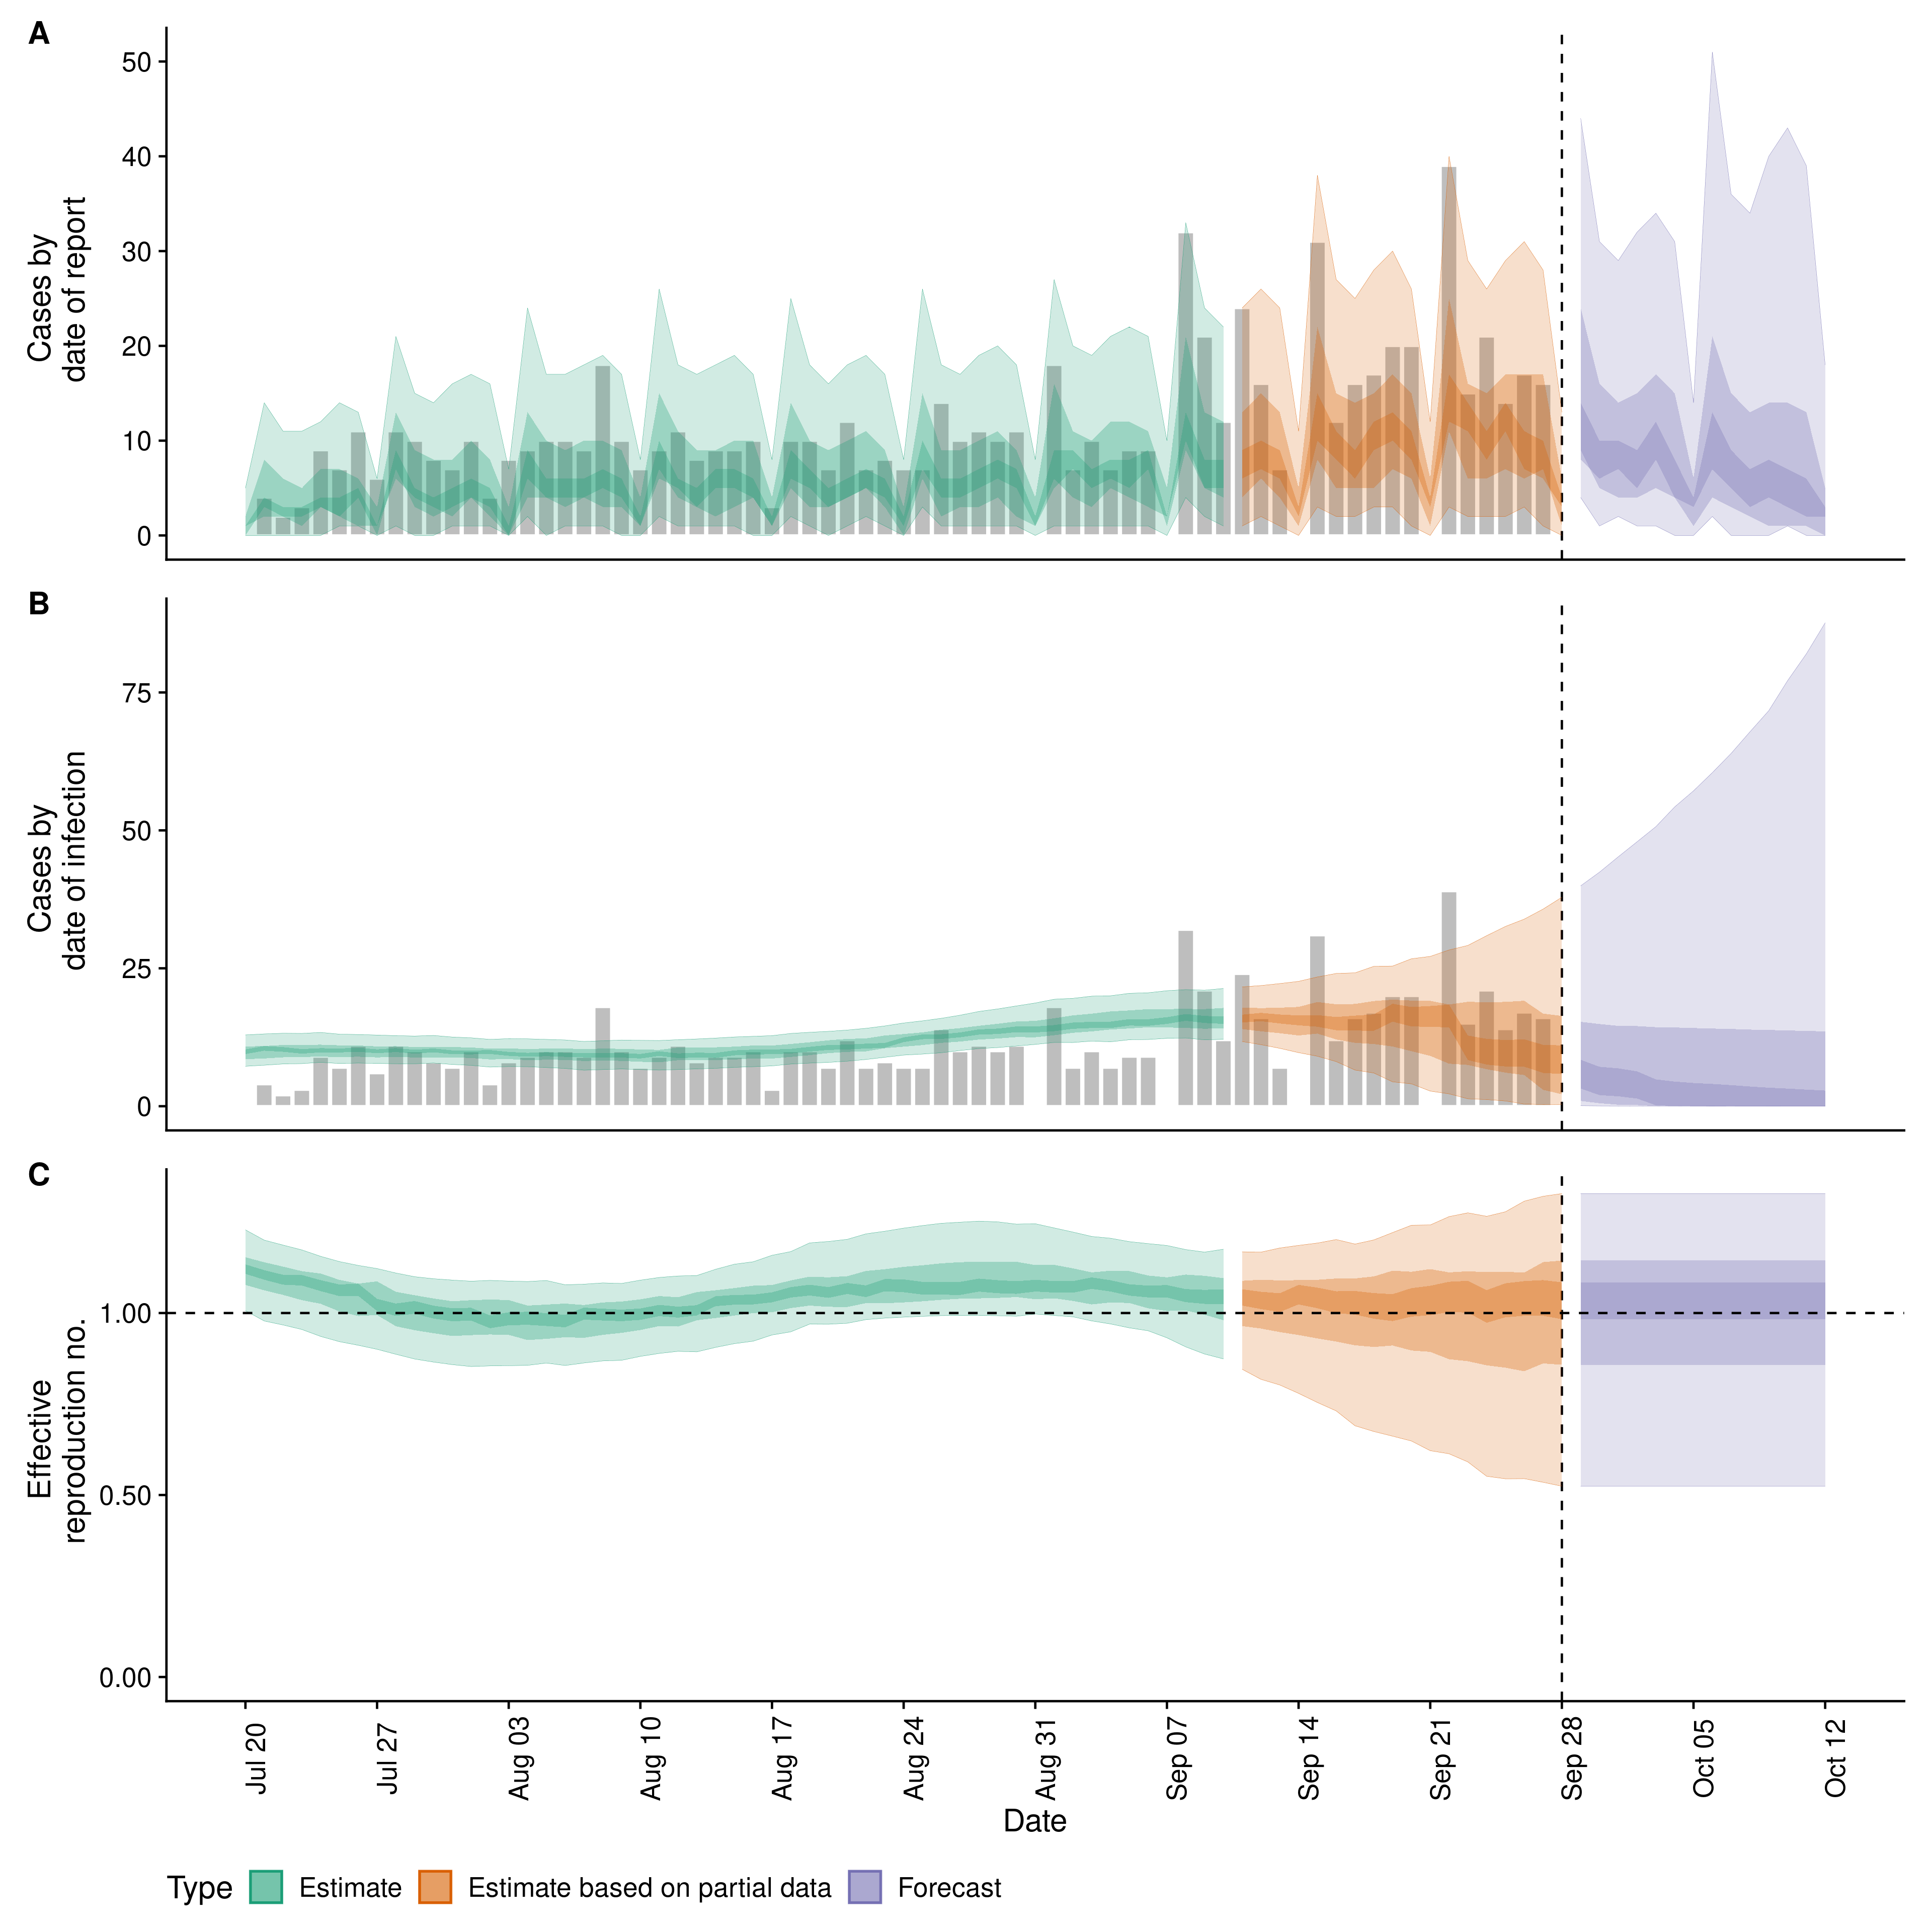 A
Cases by
date of report
50
40
30
20
10
0
B
Cases by
date of infection
75
50
25
0
C
Effective
reproduction no.
1.00
0.50
0.00
Jul 20
Jul 27
Aug 03
Aug 10
Aug 17
Aug 24
Aug 31
Sep 07
Sep 14
Sep 21
Sep 28
Oct 05
Oct 12
Date
Type Estimate Estimate based on partial data Forecast